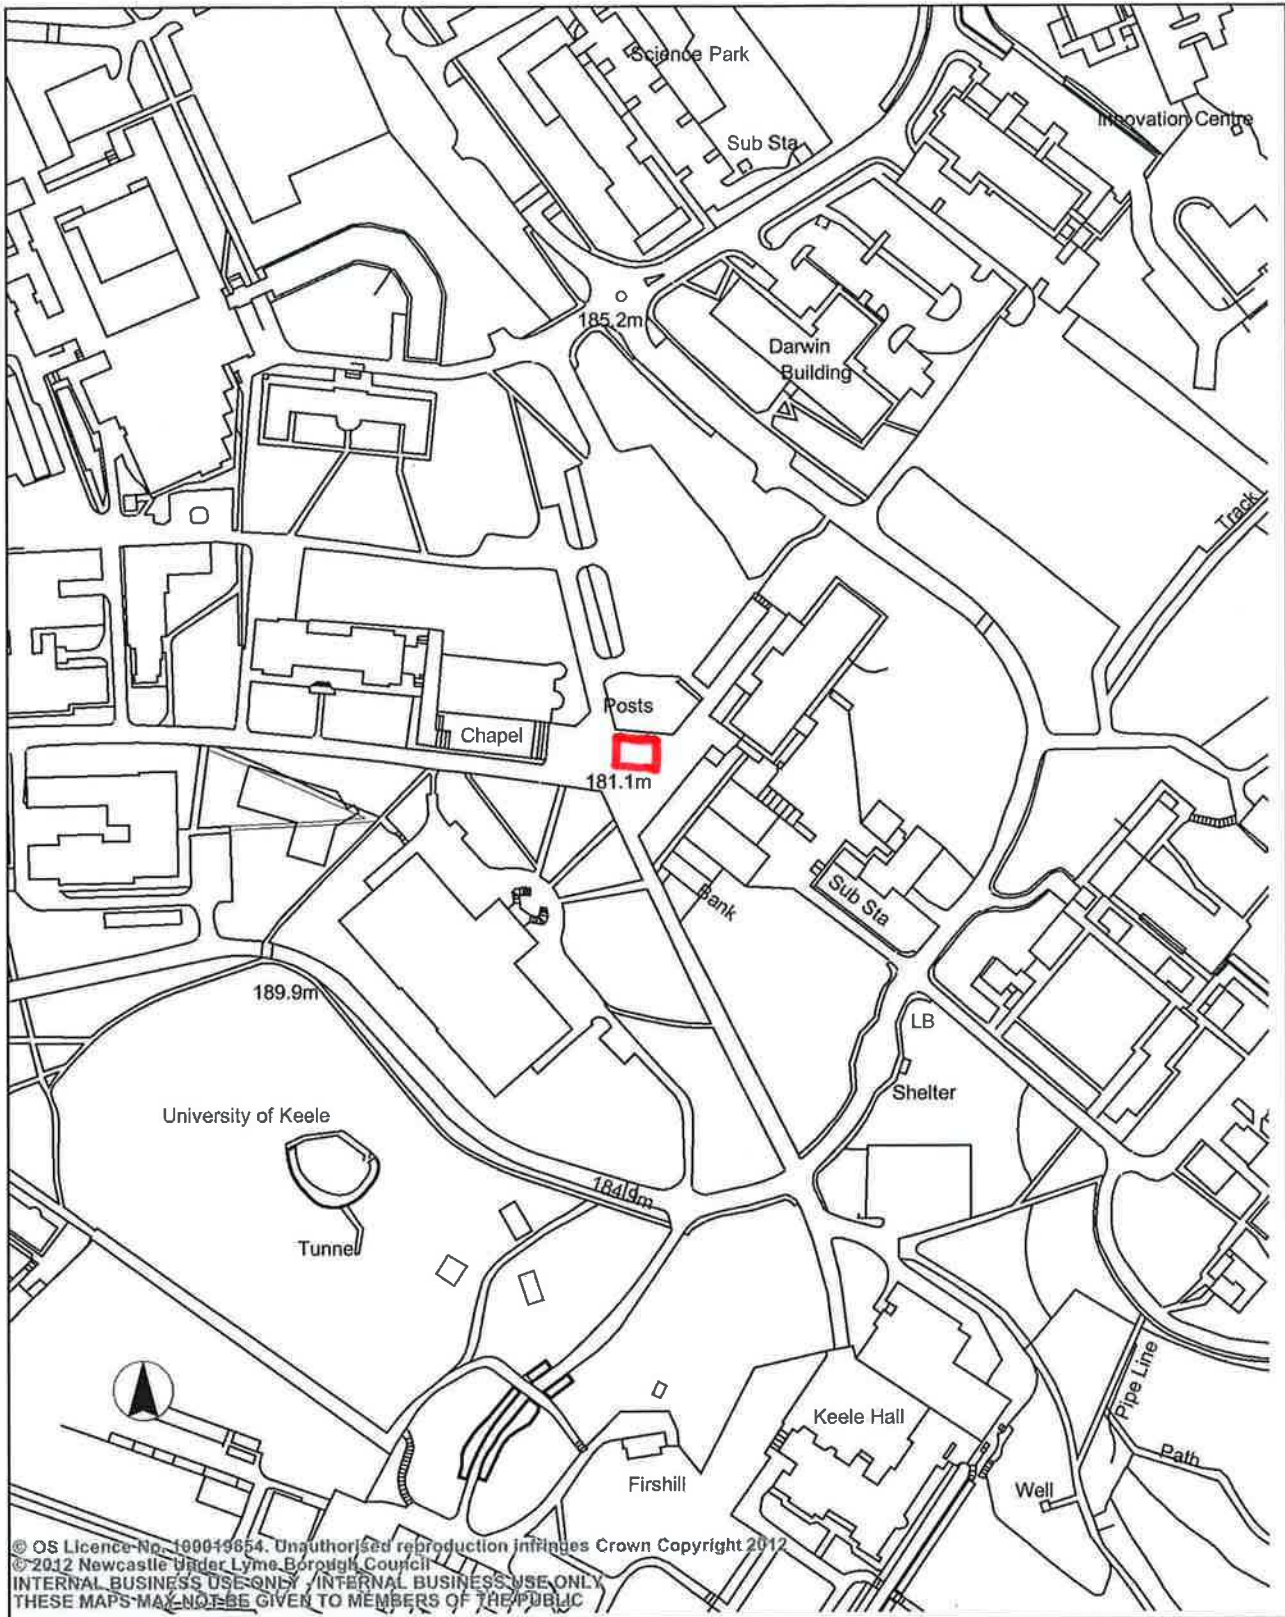 Science Park
Innovation Centre
Sub Sta
185.2m
Darwin
Building
Track
Posts
Chapel
181.1m
Bank
Sub Sta
189.9m
LB
Shelter
University of Keele
184.9m
Tunnel
Pipe Line
Keele Hall
Path
Firshill
Well
© OS Licence No. 100019654. Unauthorised reproduction infringes Crown Copyright 2012
© 2012 Newcastle Under Lyme Borough Council
INTERNAL BUSINESS USE ONLY - INTERNAL BUSINESS USE ONLY
THESE MAPS MAY NOT BE GIVEN TO MEMBERS OF THE PUBLIC